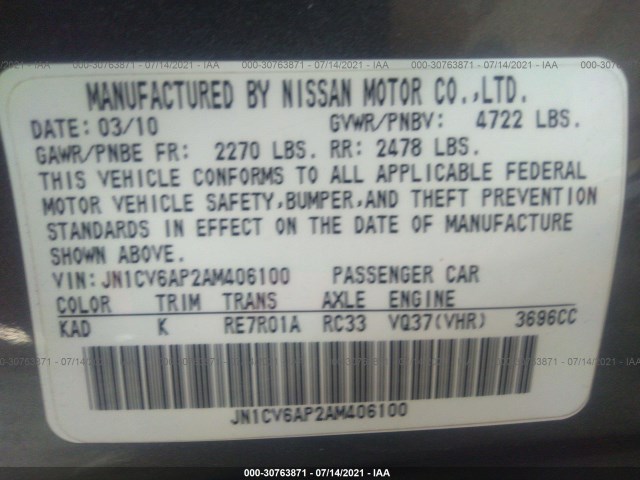 000-30763871 - 07/14/2021 - IAA 000-30763871 - 07/14/2021 - IAA
MANUFACTURED BY NISSAN MOTOR CO.,LTD.
DATE: 03/10 GVWR/PNBV: 4722 LBS.
GAWR/PNBE FR: 2270 LBS. RR: 2478 LBS.
THIS VEHICLE CONFORMS TO ALL APPLICABLE FEDERAL
MOTOR VEHICLE SAFETY,BUMPER,AND THEFT PREVENTION
STANDARDS IN EFFECT ON THE DATE OF MANUFACTURE
SHOWN ABOVE.
VIN:JN1CV6AP2AM406100 PASSENGER CAR
COLOR TRIM TRANS AXLE ENGINE
KAD K RE7R01A RC33 VQ37(VHR) 3696CC
JN1CV6AP2AM406100
000-30763871 - 07/14/2021 - IAA